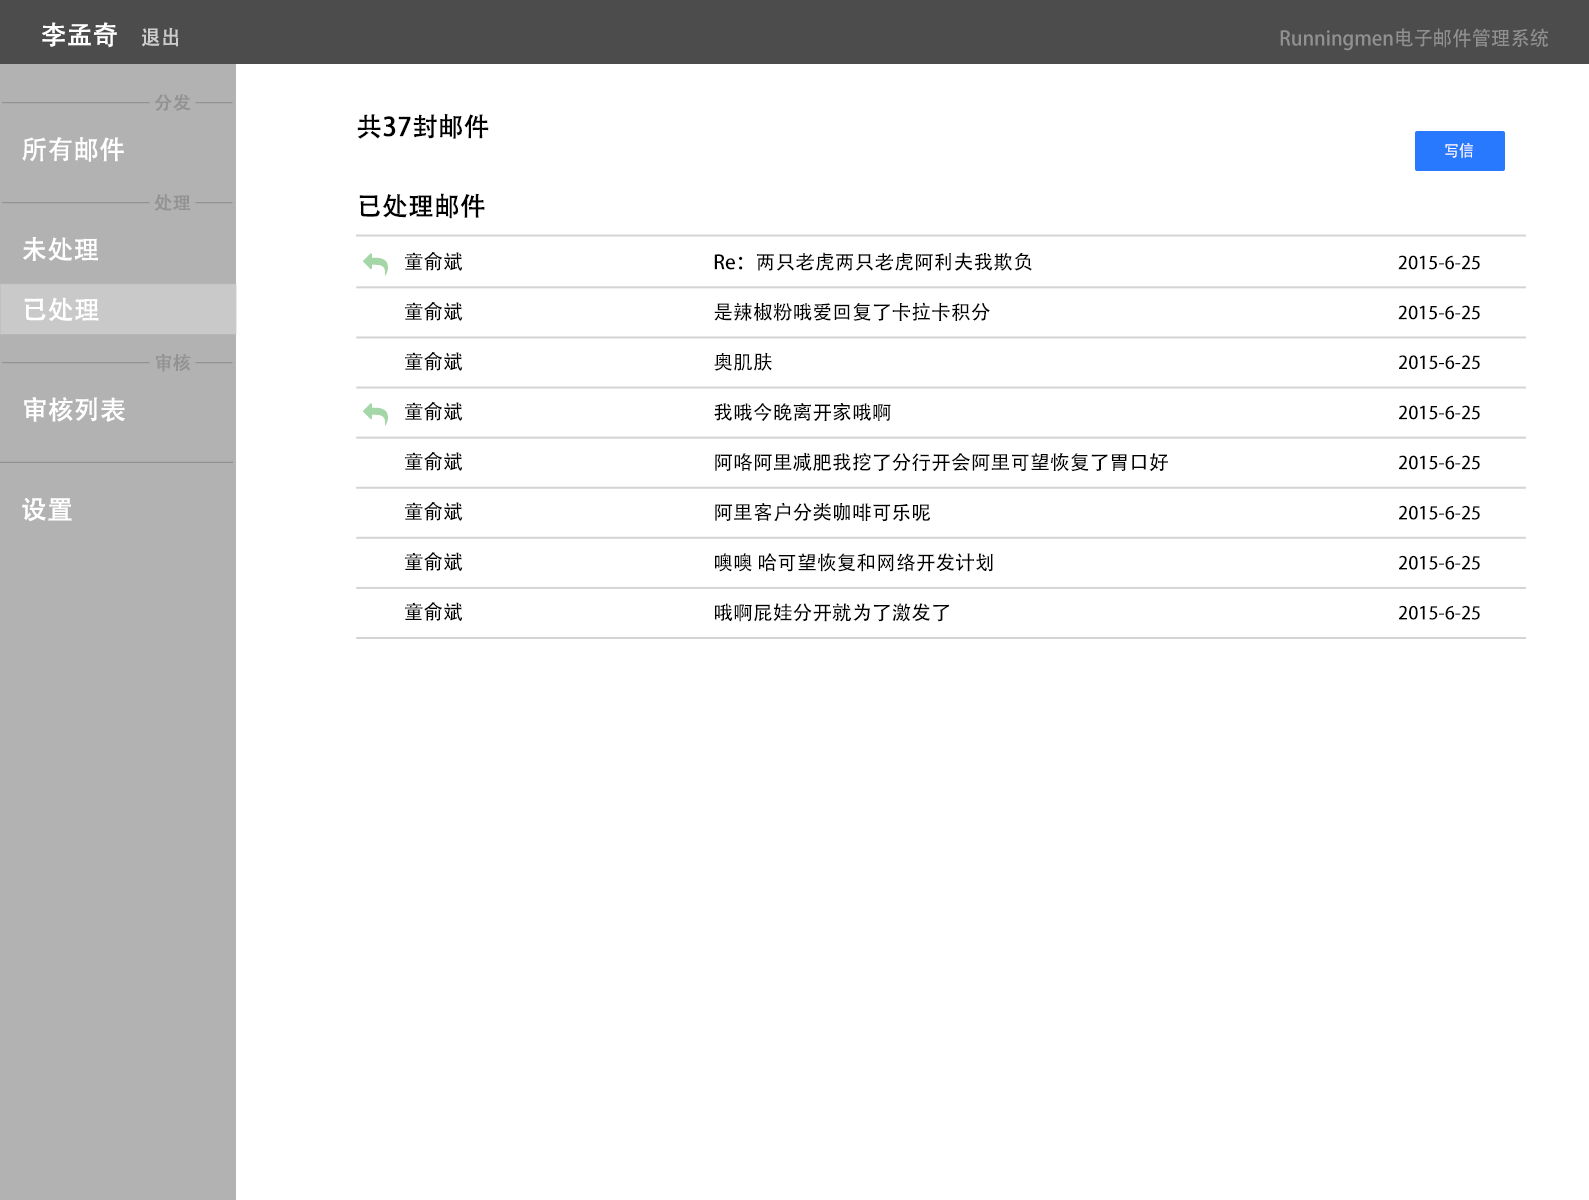 李孟奇 退出 Runningmen电子邮件管理系统
分发
所有邮件
处理
未处理
已处理
审核
审核列表
设置
共37封邮件
写信
已处理邮件
童俞斌 Re：两只老虎两只老虎阿利夫我欺负 2015-6-25
童俞斌 是辣椒粉哦爱回复了卡拉卡积分 2015-6-25
童俞斌 奥肌肤 2015-6-25
童俞斌 我哦今晚离开家哦啊 2015-6-25
童俞斌 阿咯阿里减肥我挖了分行开会阿里可望恢复了胃口好 2015-6-25
童俞斌 阿里客户分类咖啡可乐呢 2015-6-25
童俞斌 噢噢 哈可望恢复和网络开发计划 2015-6-25
童俞斌 哦啊屁娃分开就为了激发了 2015-6-25